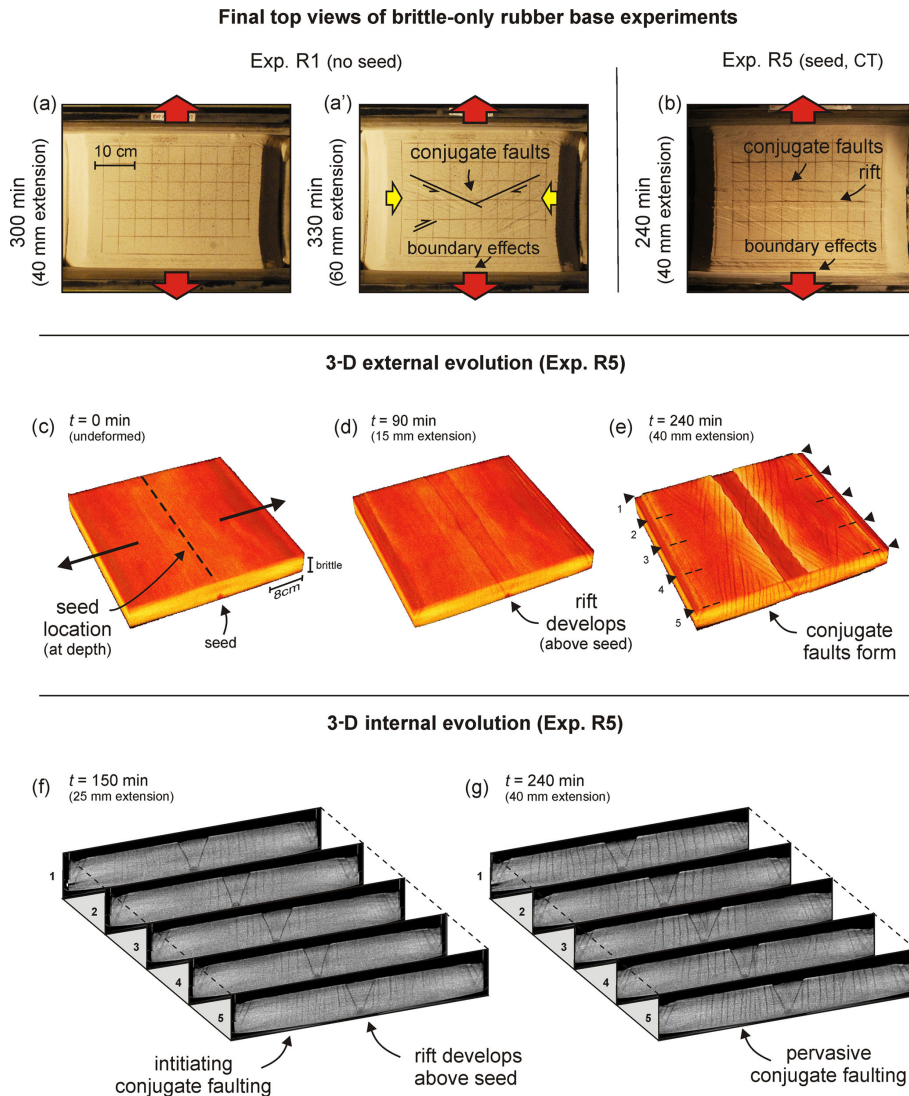 Final top views of brittle-only rubber base experiments
Exp. R1 (no seed)
Exp. R5 (seed, CT)
(a)
300 min
(40 mm extension)
10 cm
(a')
330 min
(60 mm extension)
conjugate faults
boundary effects
(b)
240 min
(40 mm extension)
conjugate faults
rift
boundary effects
3-D external evolution (Exp. R5)
(c)
t = 0 min
(undeformed)
brittle
8cm
seed
location
(at depth)
seed
(d)
t = 90 min
(15 mm extension)
rift
develops
(above seed)
(e)
t = 240 min
(40 mm extension)
1
2
3
4
5
conjugate
faults form
3-D internal evolution (Exp. R5)
(f)
t = 150 min
(25 mm extension)
1
2
3
4
5
intitiating
conjugate faulting
rift develops
above seed
(g)
t = 240 min
(40 mm extension)
1
2
3
4
5
pervasive
conjugate faulting